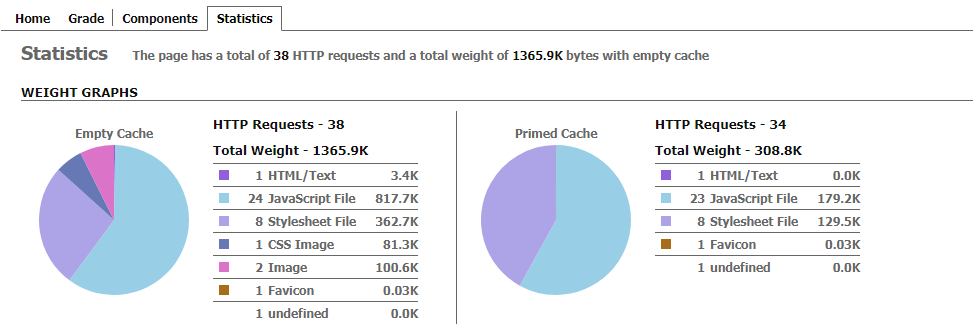 Home Grade Components Statistics
Statistics The page has a total of 38 HTTP requests and a total weight of 1365.9K bytes with empty cache
WEIGHT GRAPHS
Empty Cache
HTTP Requests - 38
Total Weight - 1365.9K
1 HTML/Text 3.4K
24 JavaScript File 817.7K
8 Stylesheet File 362.7K
1 CSS Image 81.3K
2 Image 100.6K
1 Favicon 0.03K
1 undefined 0.0K
Primed Cache
HTTP Requests - 34
Total Weight - 308.8K
1 HTML/Text 0.0K
23 JavaScript File 179.2K
8 Stylesheet File 129.5K
1 Favicon 0.03K
1 undefined 0.0K